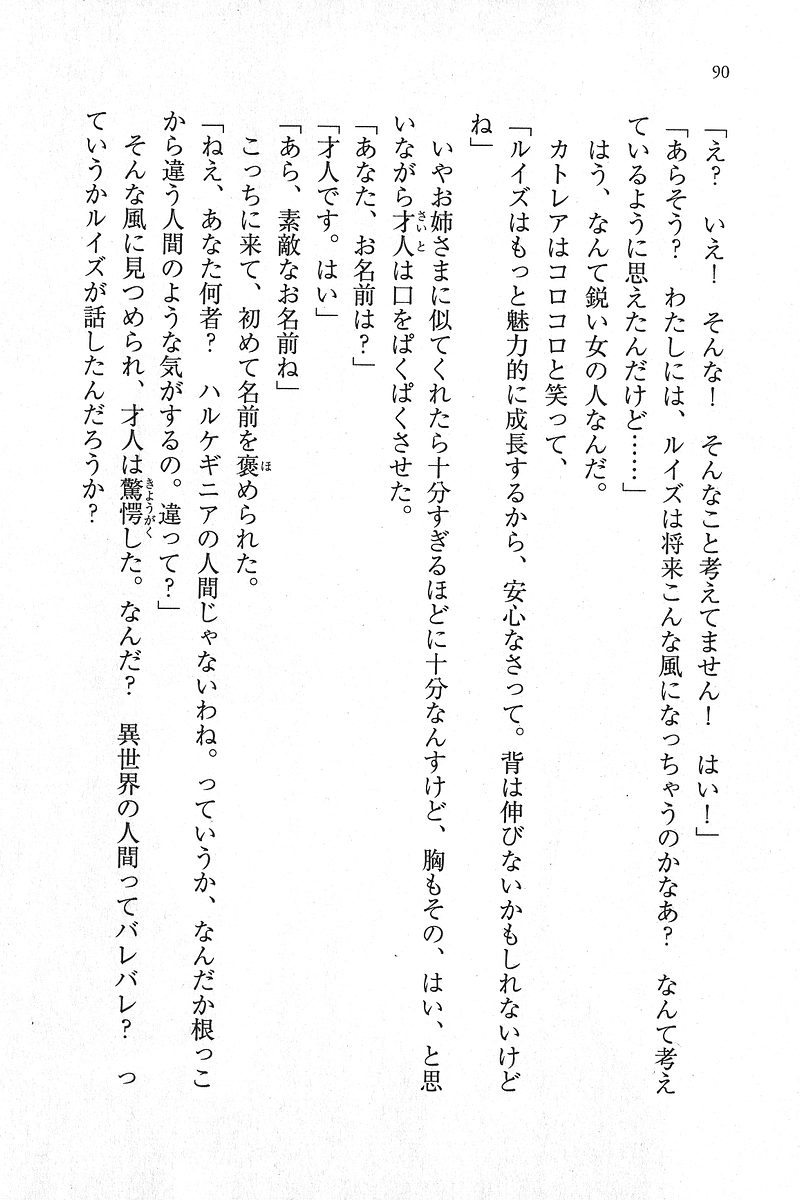 90
「え？　いえ！　そんな！　そんなこと考えてません！　はい！」
「あらそう？　わたしには、ルイズは将来こんな風になっちゃうのかなあ？　なんて考え
ているように思えたんだけど……」
はう、なんて鋭い女の人なんだ。
カトレアはコロコロと笑って、
「ルイズはもっと魅力的に成長するから、安心なさって。背は伸びないかもしれないけど
ね」
いやお姉さまに似てくれたら十分すぎるほどに十分なんすけど、胸もその、はい、と思
いながら才人さいとは口をぱくぱくさせた。
「あなた、お名前は？」
「才人です。はい」
「あら、素敵なお名前ね」
こっちに来て、初めて名前を褒ほめられた。
「ねえ、あなた何者？　ハルケギニアの人間じゃないわね。っていうか、なんだか根っこ
から違う人間のような気がするの。違って？」
そんな風に見つめられ、才人は驚愕きようがくした。なんだ？　異世界の人間ってバレバレ？　っ
ていうかルイズが話したんだろうか？